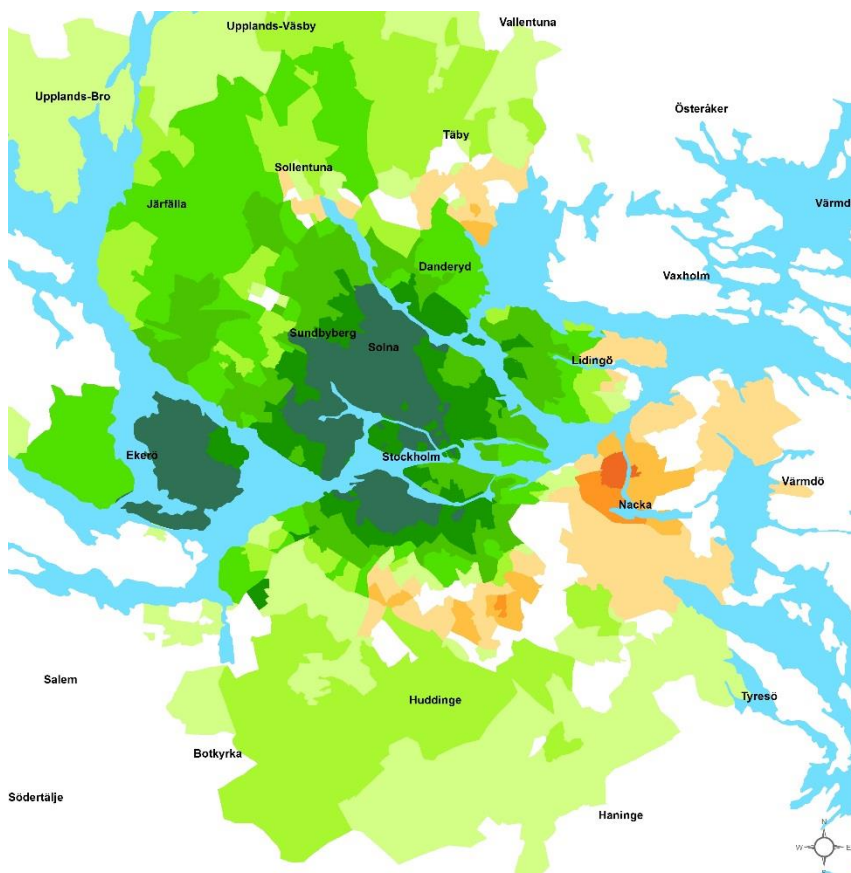 Vallentuna
Upplands-Väsby
Upplands-Bro
Österåker
Täby
Sollentuna
Järfälla
Värmd
Danderyd
Vaxholm
Sundbyberg
Solna
Lidingö
Ekerö
Stockholm
Värmdö
Nacka
Salem
Tyresö
Huddinge
Botkyrka
Södertälje
Haninge
N
W E